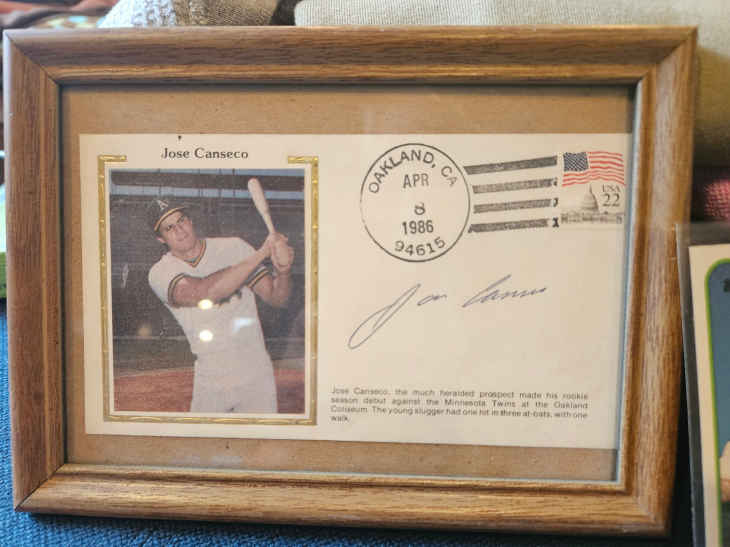 Jose Canseco
A
OAKLAND, CA
APR
8
1986
94615
USA
22
Jose Canseco, the much heralded prospect made his rookie
season debut against the Minnesota Twins at the Oakland
Coliseum. The young slugger had one hit in three at-bats, with one
walk.